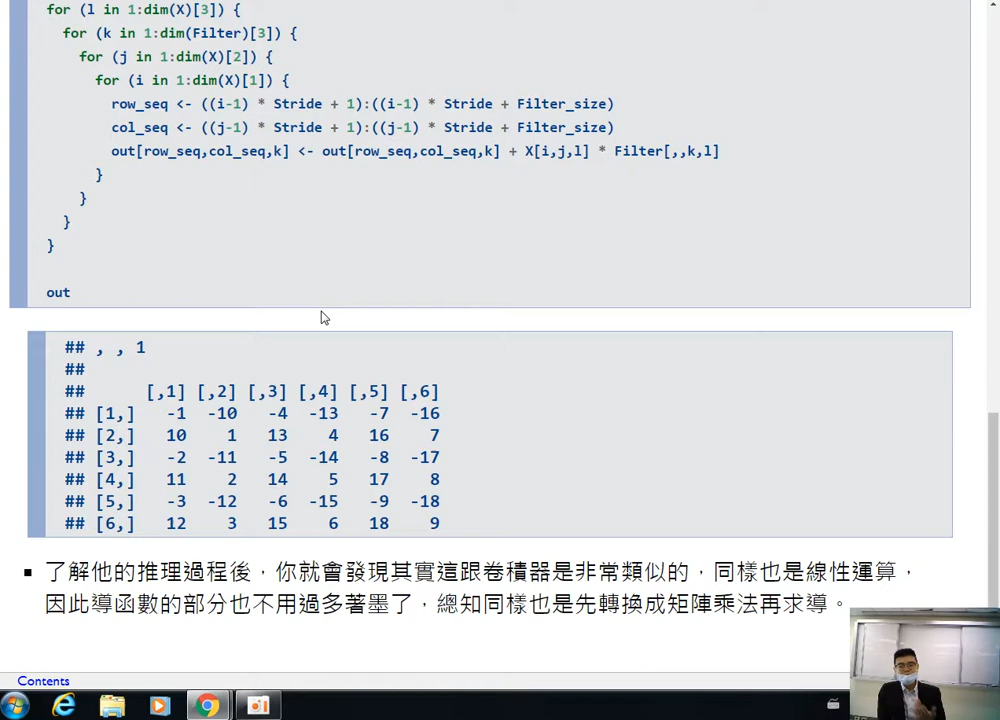 for (l in 1:dim(X)[3]) {
for (k in 1:dim(Filter)[3]) {
for (j in 1:dim(X)[2]) {
for (i in 1:dim(X)[1]) {
row_seq <- ((i-1) * Stride + 1):((i-1) * Stride + Filter_size)
col_seq <- ((j-1) * Stride + 1):((j-1) * Stride + Filter_size)
out[row_seq,col_seq,k] <- out[row_seq,col_seq,k] + X[i,j,l] * Filter[,,k,l]
}
}
}
}
out
## , , 1
##
## [,1] [,2] [,3] [,4] [,5] [,6]
## [1,] -1 -10 -4 -13 -7 -16
## [2,] 10 1 13 4 16 7
## [3,] -2 -11 -5 -14 -8 -17
## [4,] 11 2 14 5 17 8
## [5,] -3 -12 -6 -15 -9 -18
## [6,] 12 3 15 6 18 9
▪ 了解他的推理過程後，你就會發現其實這跟卷積器是非常類似的，同樣也是線性運算，
因此導函數的部分也不用過多著墨了，總知同樣也是先轉換成矩陣乘法再求導。
Contents